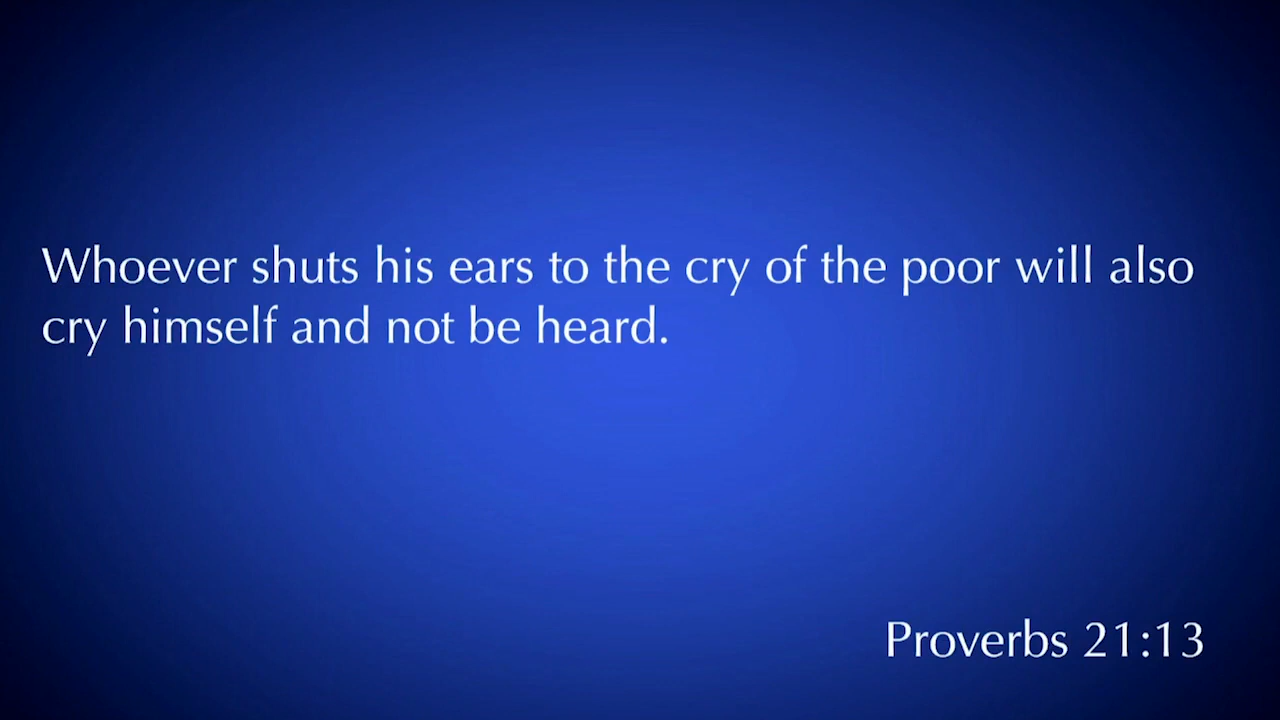 Whoever shuts his ears to the cry of the poor will also
cry himself and not be heard.
Proverbs 21:13